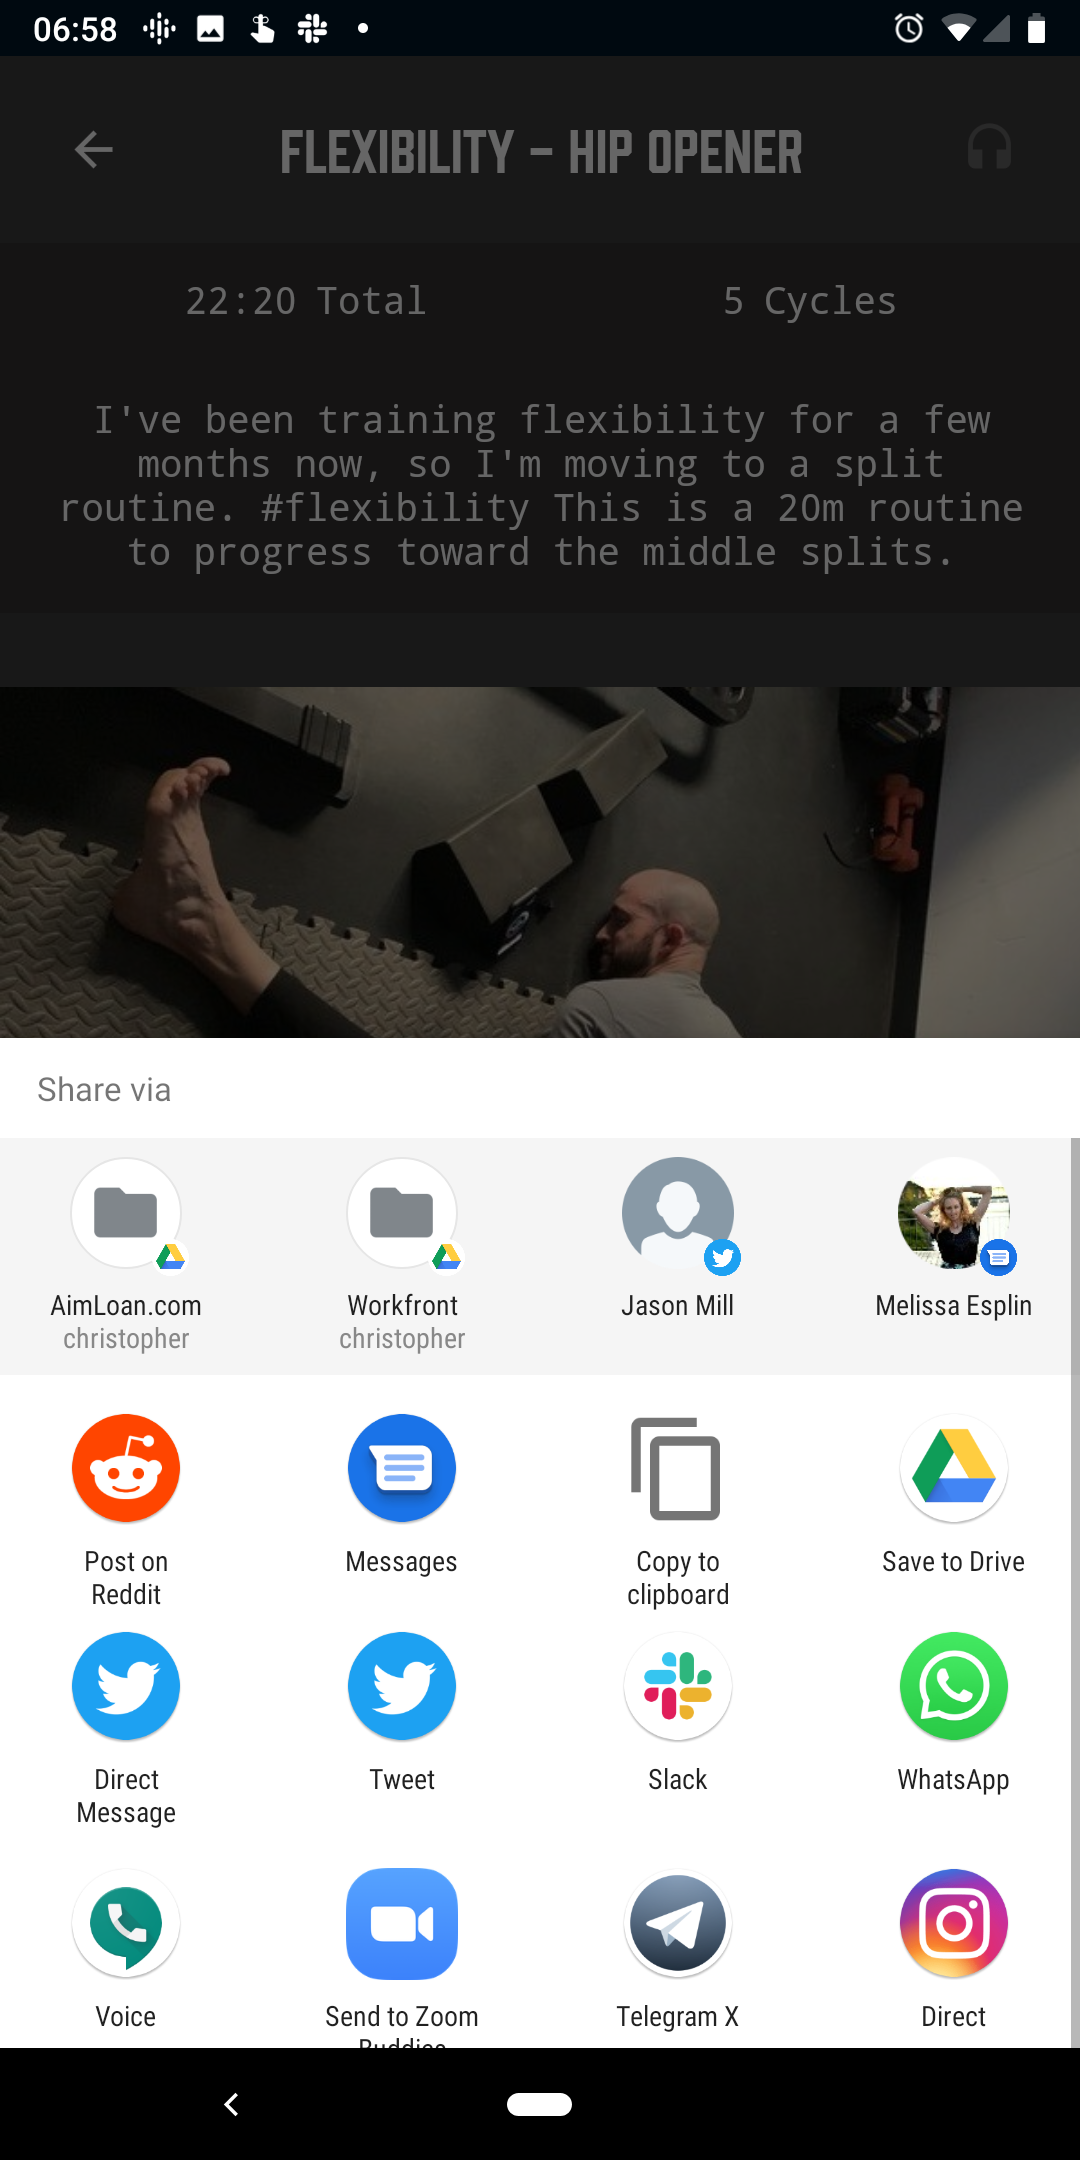 06:58
FLEXIBILITY - HIP OPENER
22:20 Total
5 Cycles
I've been training flexibility for a few
months now, so I'm moving to a split
routine. #flexibility This is a 20m routine
to progress toward the middle splits.
Share via
AimLoan.com
christopher
Workfront
christopher
Jason Mill
Melissa Esplin
Post on
Reddit
Messages
Copy to
clipboard
Save to Drive
Direct
Message
Tweet
Slack
WhatsApp
Voice
Send to Zoom
Buddies
Telegram X
Direct